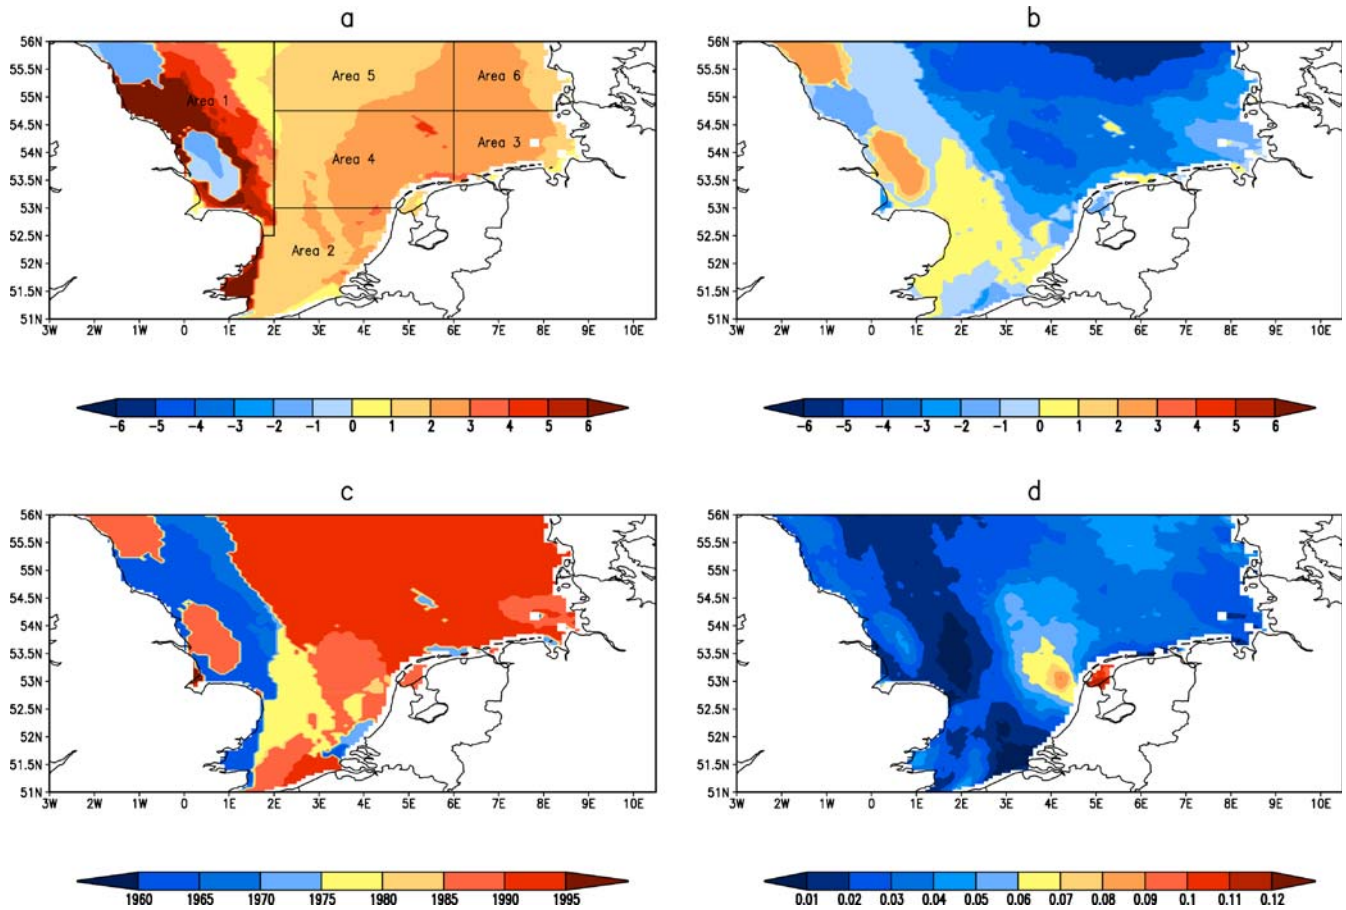 a
b
56N
55.5N
55N
54.5N
54N
53.5N
53N
52.5N
52N
51.5N
51N
Area 5
Area 6
Area 1
Area 3
Area 4
Area 2
3W 2W 1W 0 1E 2E 3E 4E 5E 6E 7E 8E 9E 10E
56N
55.5N
55N
54.5N
54N
53.5N
53N
52.5N
52N
51.5N
51N
3W 2W 1W 0 1E 2E 3E 4E 5E 6E 7E 8E 9E 10E
-6 -5 -4 -3 -2 -1 0 1 2 3 4 5 6
-6 -5 -4 -3 -2 -1 0 1 2 3 4 5 6
c
d
56N
55.5N
55N
54.5N
54N
53.5N
53N
52.5N
52N
51.5N
51N
3W 2W 1W 0 1E 2E 3E 4E 5E 6E 7E 8E 9E 10E
56N
55.5N
55N
54.5N
54N
53.5N
53N
52.5N
52N
51.5N
51N
3W 2W 1W 0 1E 2E 3E 4E 5E 6E 7E 8E 9E 10E
1960 1965 1970 1975 1980 1985 1990 1995
0.01 0.02 0.03 0.04 0.05 0.06 0.07 0.08 0.09 0.1 0.11 0.12